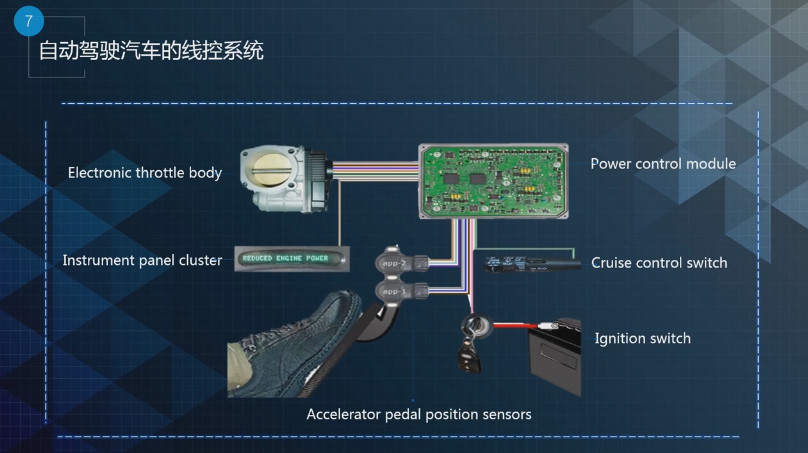 7
自动驾驶汽车的线控系统
Electronic throttle body
Power control module
Instrument panel cluster
REDUCED ENGINE POWER
app-2
Cruise control switch
app-1
Ignition switch
Accelerator pedal position sensors